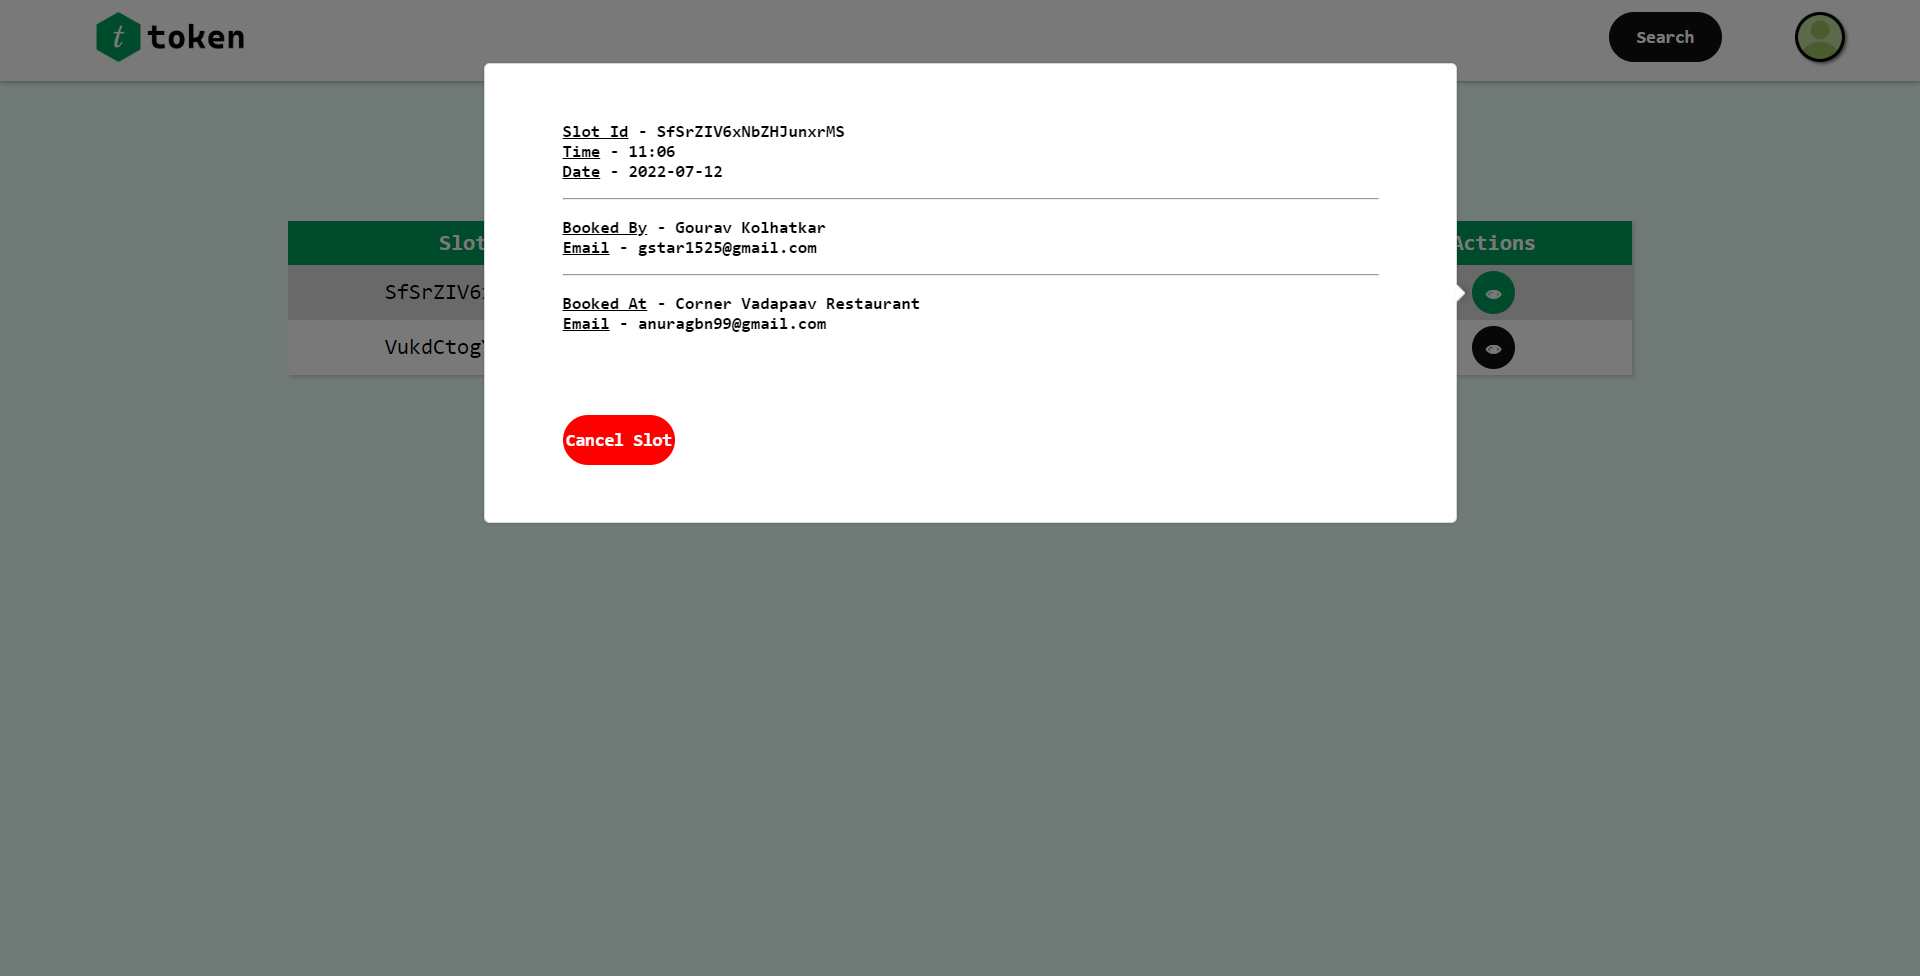 t token
Search
Slot Id - SfSrZIV6xNbZHJunxrMS
Time - 11:06
Date - 2022-07-12
Booked By - Gourav Kolhatkar
Email - gstar1525@gmail.com
Booked At - Corner Vadapaav Restaurant
Email - anuragbn99@gmail.com
Cancel Slot
Slot
Actions
SfSrZIV6
VukdCtog